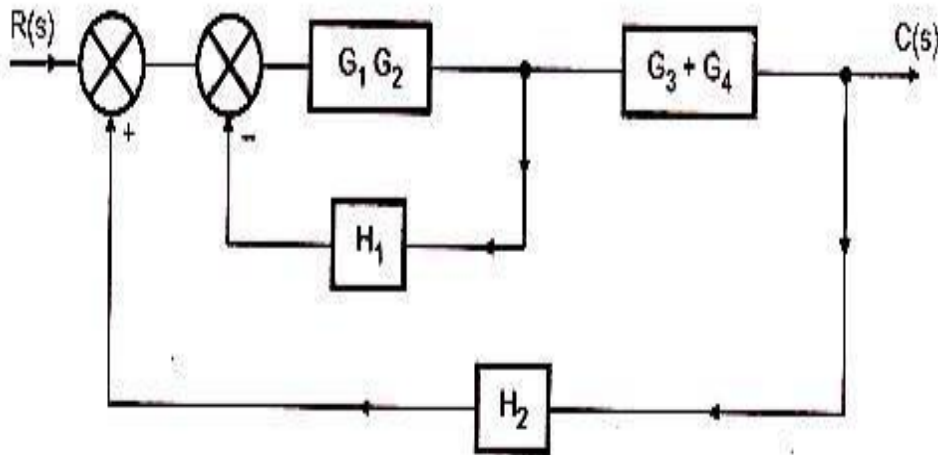 R(s)
C(s)
G₁ G₂
G₃ + G₄
+
−
H₁
H₂